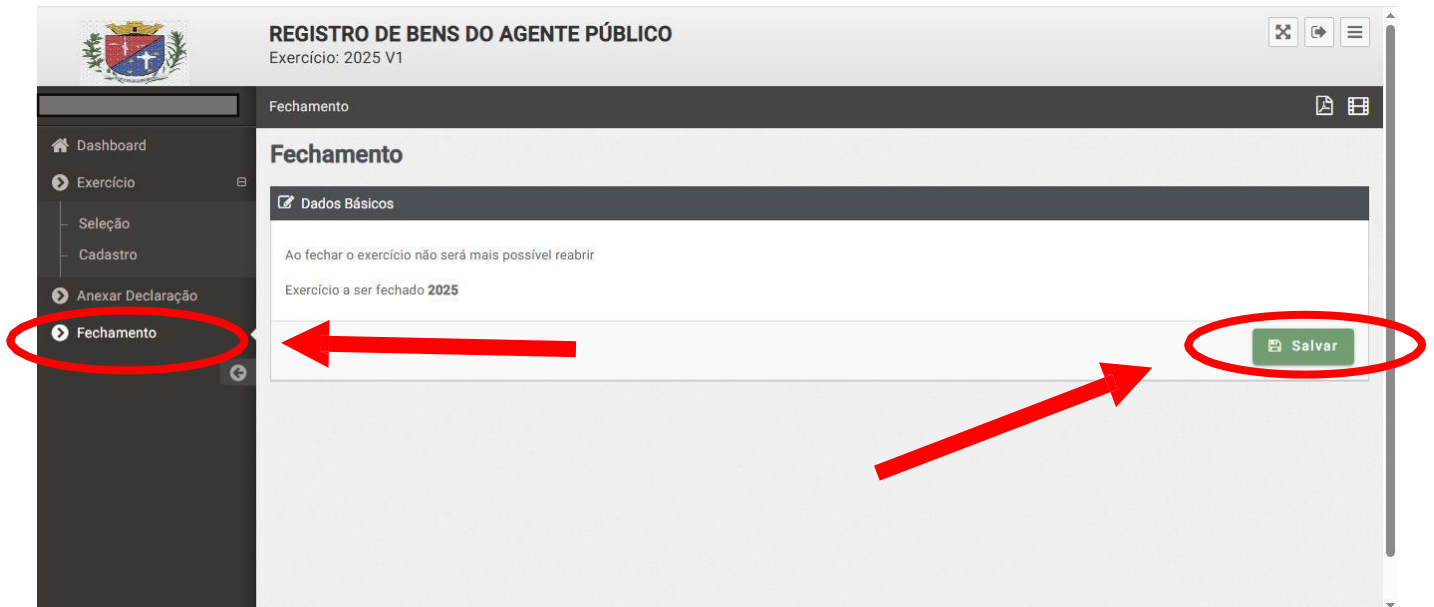 REGISTRO DE BENS DO AGENTE PÚBLICO
Exercício: 2025 V1
Fechamento
Dashboard
Exercício
Seleção
Cadastro
Anexar Declaração
Fechamento
Fechamento
Dados Básicos
Ao fechar o exercício não será mais possível reabrir
Exercício a ser fechado 2025
Salvar